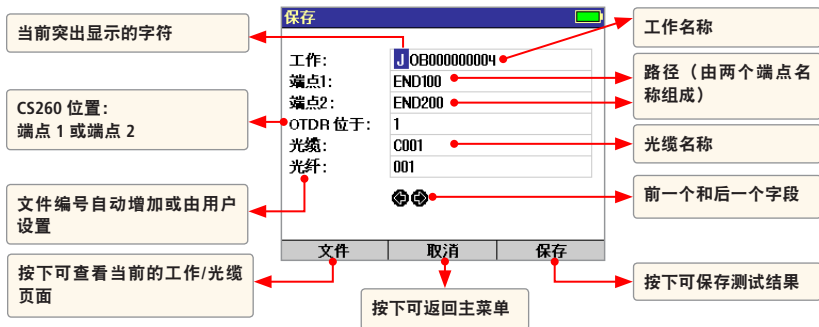 保存
当前突出显示的字符
CS260 位置：
端点 1 或端点 2
文件编号自动增加或由用户
设置
按下可查看当前的工作/光缆
页面
工作: JOB00000004
端点1: END100
端点2: END200
OTDR 位于: 1
光缆: C001
光纤: 001
文件 取消 保存
按下可返回主菜单
工作名称
路径（由两个端点名
称组成）
光缆名称
前一个和后一个字段
按下可保存测试结果